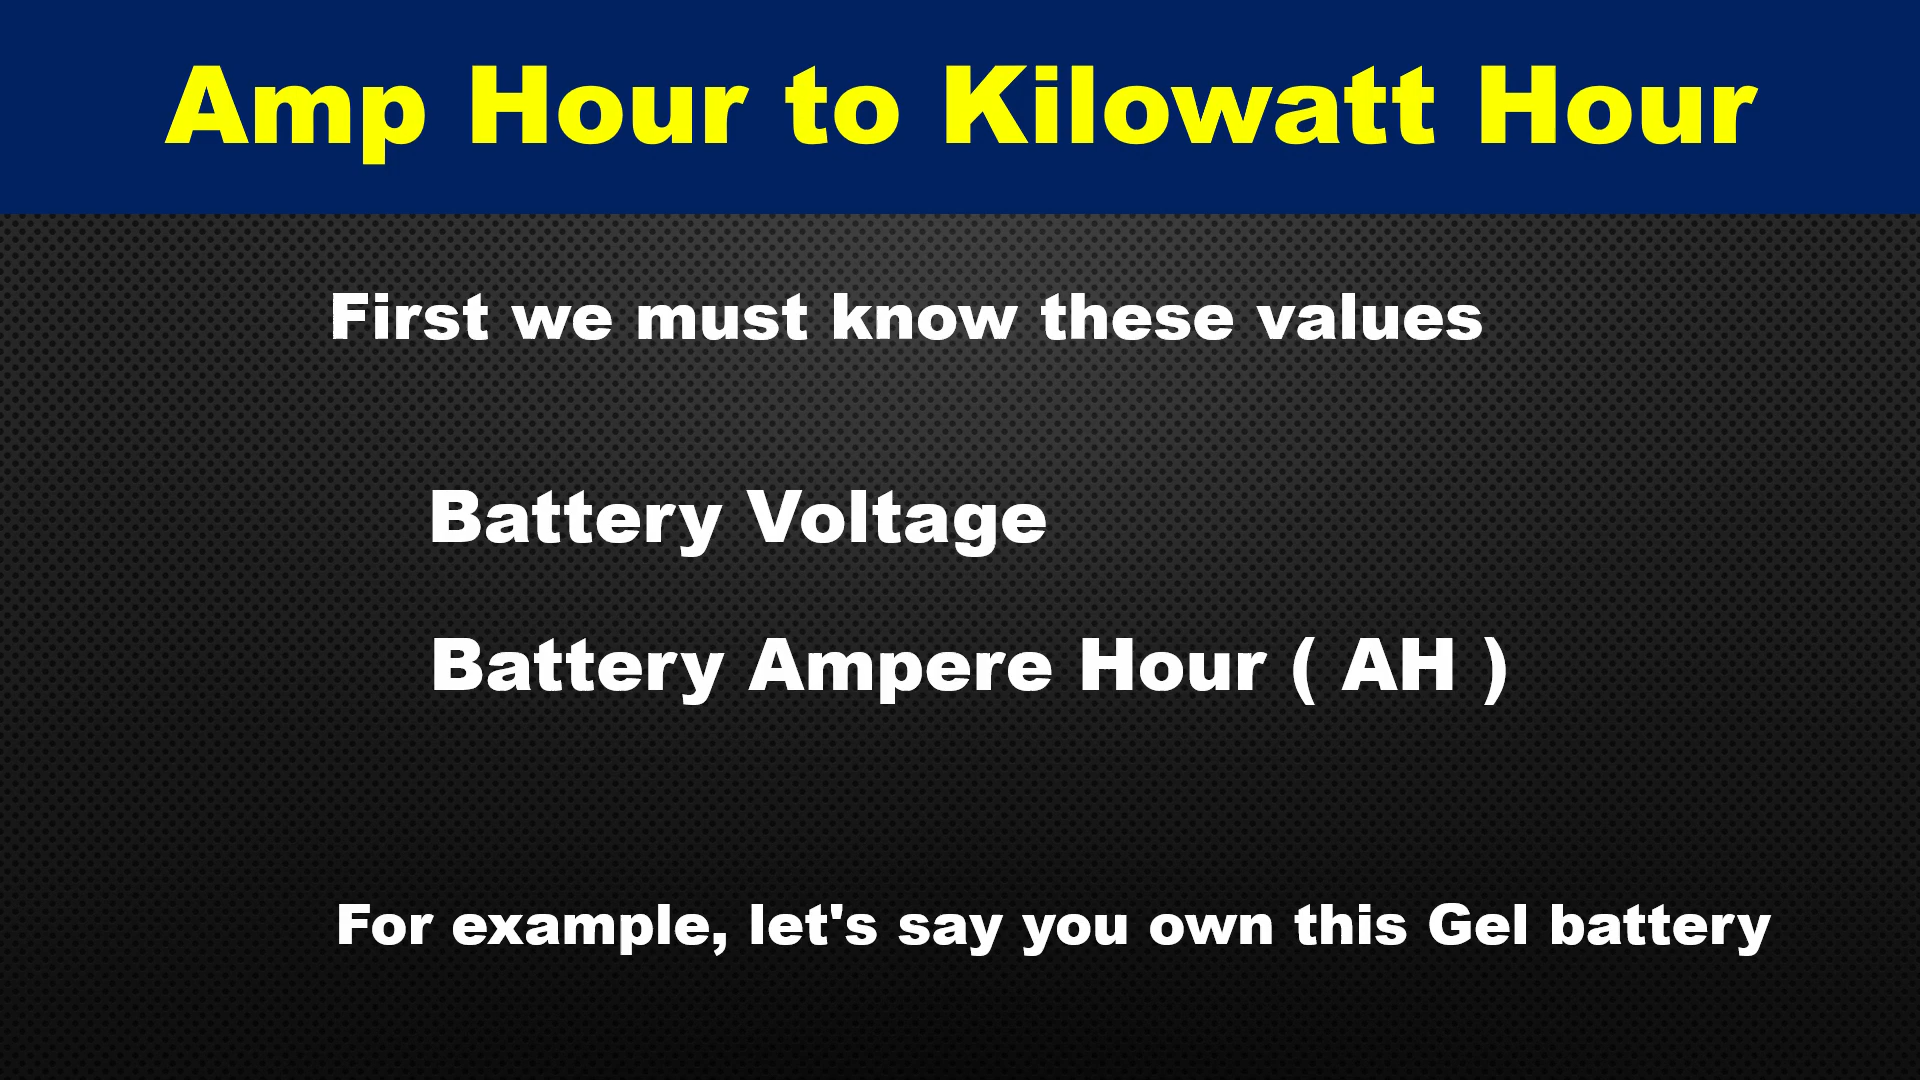 Amp Hour to Kilowatt Hour
First we must know these values
Battery Voltage
Battery Ampere Hour ( AH )
For example, let's say you own this Gel battery